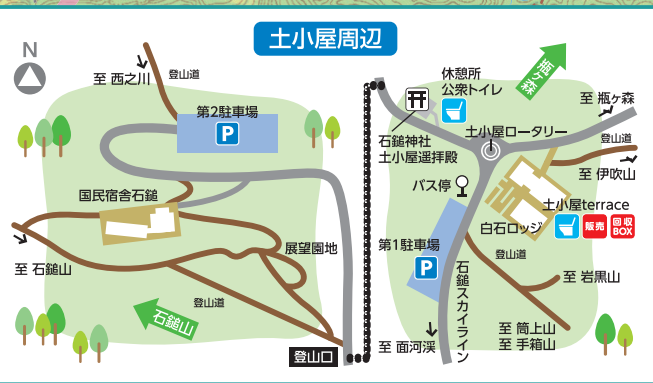 土小屋周辺
N
至 西之川
登山道
第2駐車場
P
国民宿舎石鎚
至 石鎚山
展望園地
登山道
石鎚山
登山口
休憩所
公衆トイレ
瓶ヶ森
至 瓶ヶ森
土小屋ロータリー
登山道
石鎚神社
土小屋遥拝殿
至 伊吹山
バス停
土小屋terrace
白石ロッジ
販売
回収
BOX
第1駐車場
P
登山道
石鎚スカイライン
至 岩黒山
至 筒上山
至 手箱山
至 面河渓